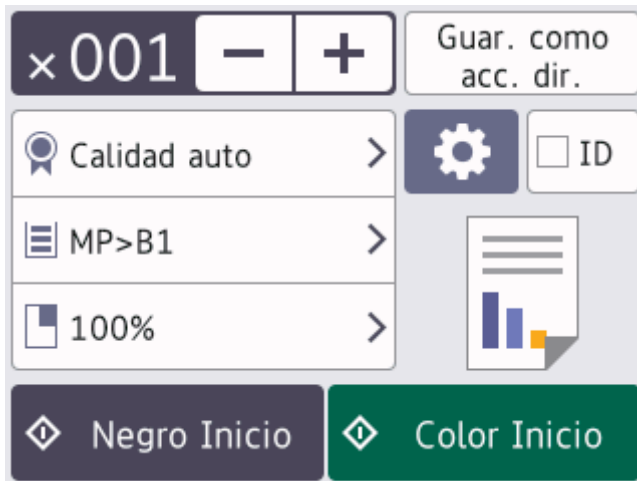 ×001 − +
Guar. como
acc. dir.
Calidad auto
ID
MP>B1
100%
Negro Inicio
Color Inicio